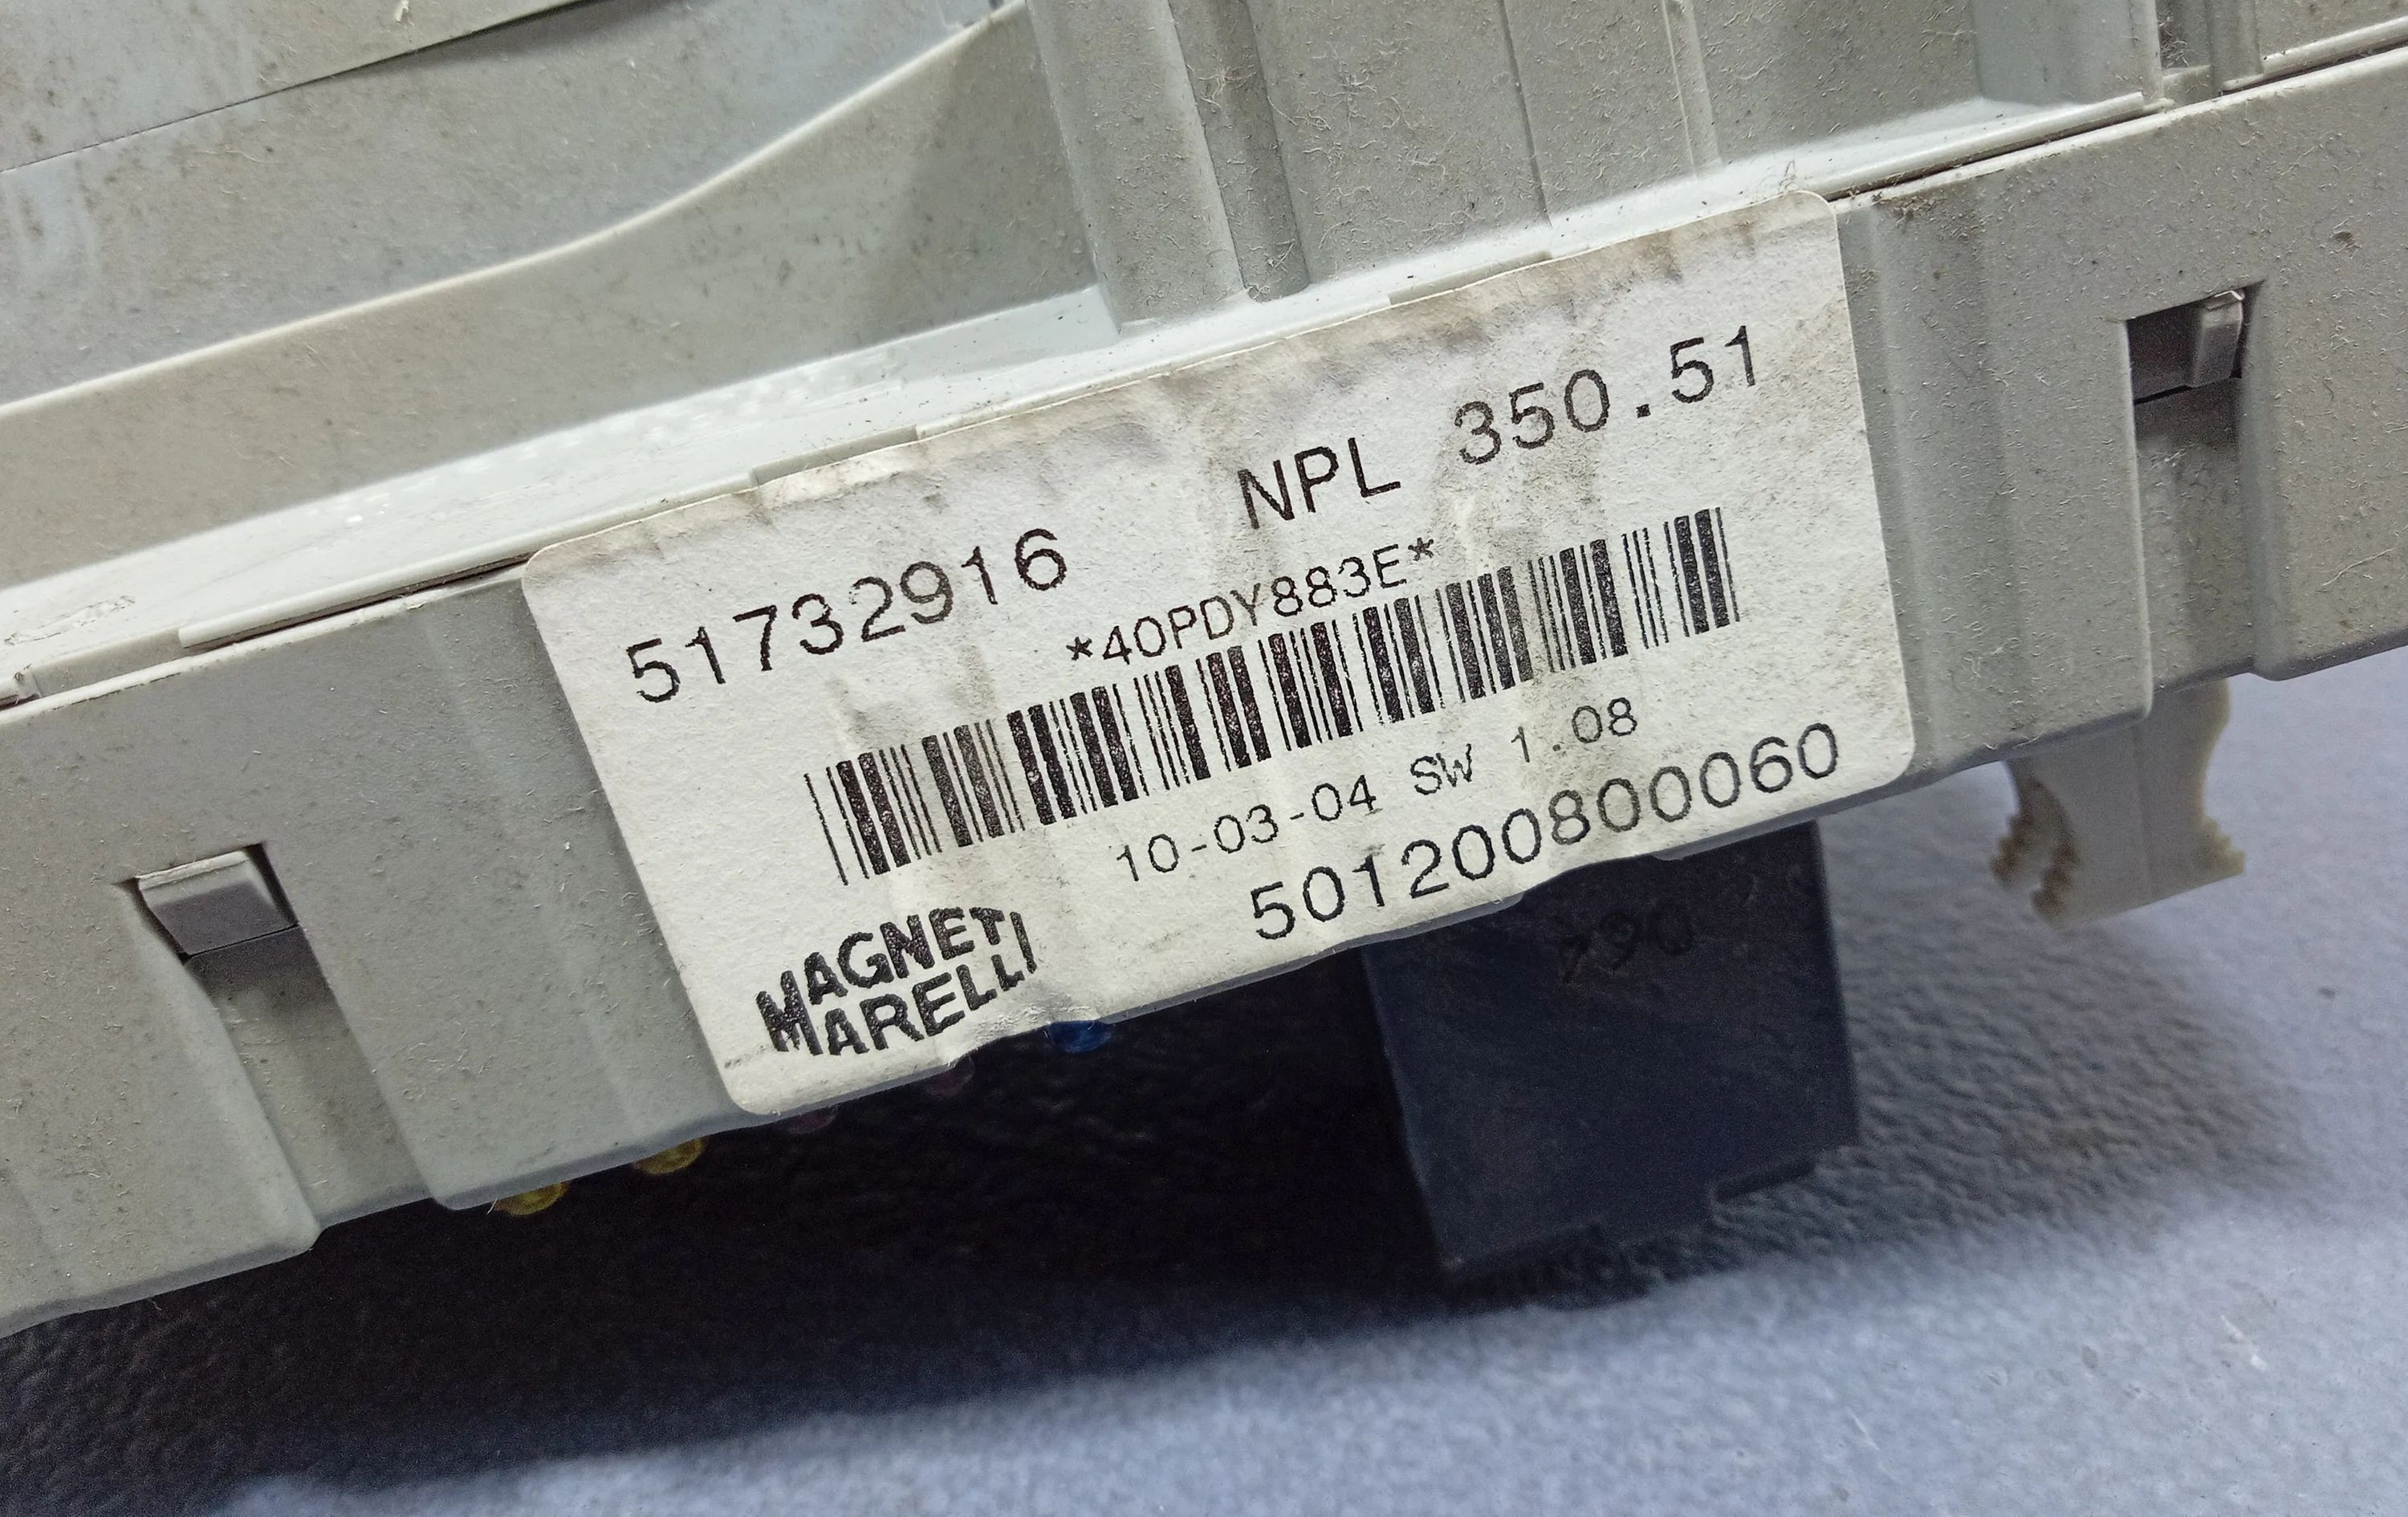 51732916 NPL 350.51
*40PDY883E*
10-03-04 SW 1.08
501200800060
MAGNETI
MARELLI